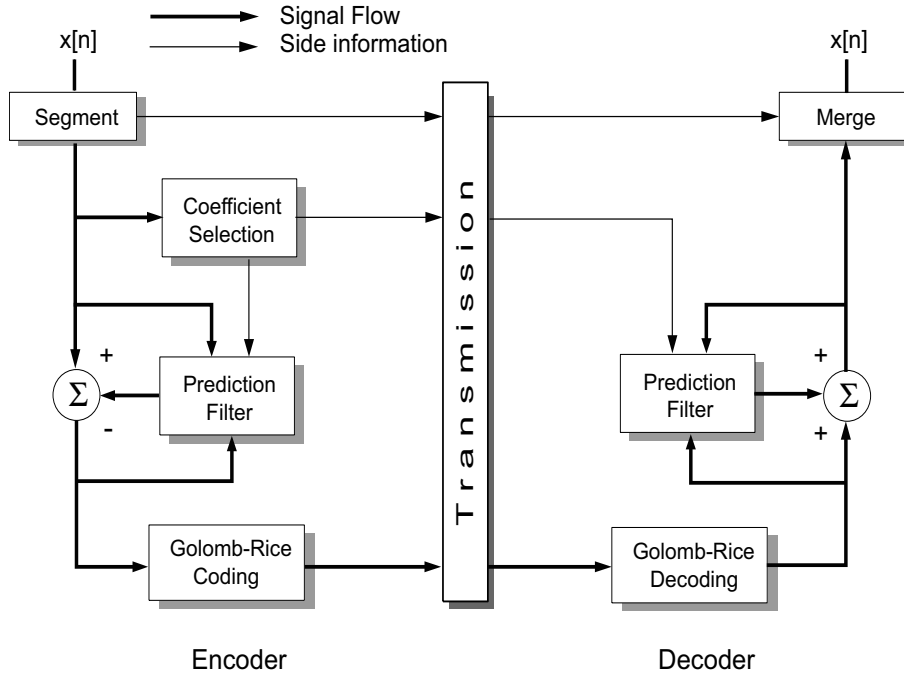 Signal Flow
Side information
x[n]
x[n]
Segment
Merge
Coefficient
Selection
Transmission
+
Σ
-
Prediction
Filter
Prediction
Filter
+
Σ
+
Golomb-Rice
Coding
Golomb-Rice
Decoding
Encoder
Decoder